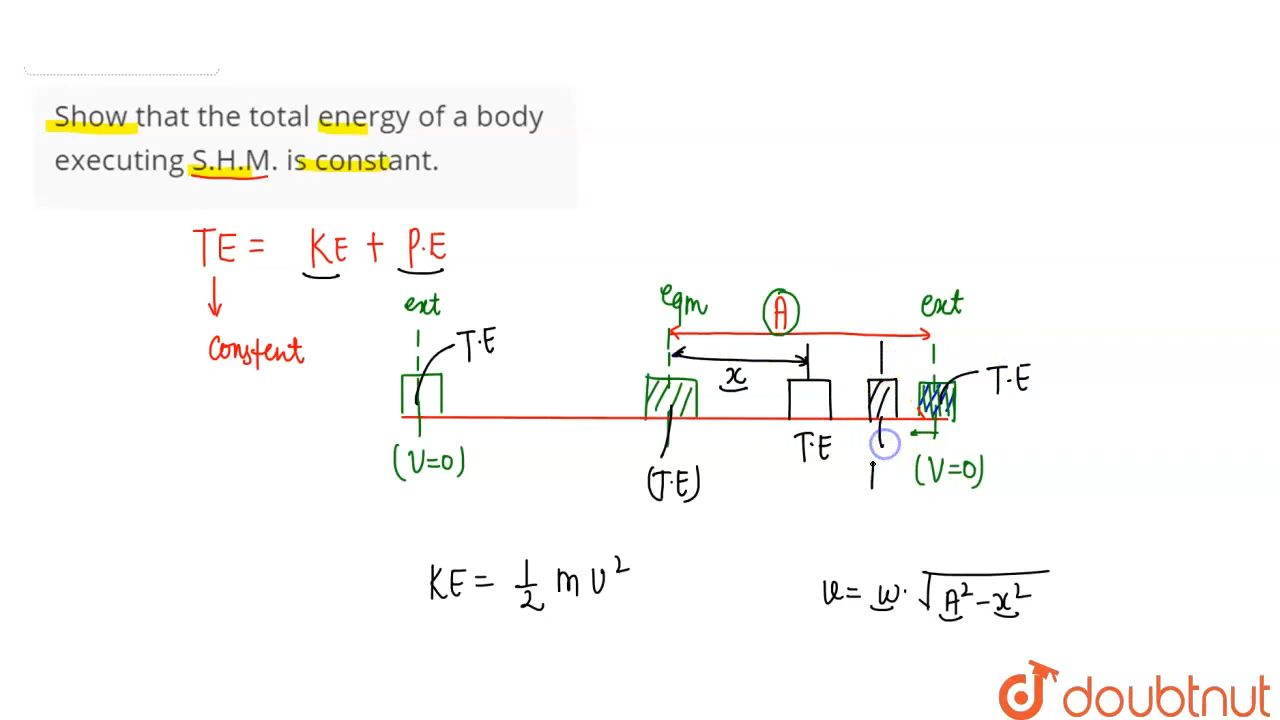 Show that the total energy of a body
executing S.H.M. is constant.
TE = KE + P.E
Constent
ext
eqm
A
ext
T.E
x
T.E
(V=0)
(T.E)
T.E
(V=0)
KE = 1/2 m v²
v = w. √A² - x²
doubtnut